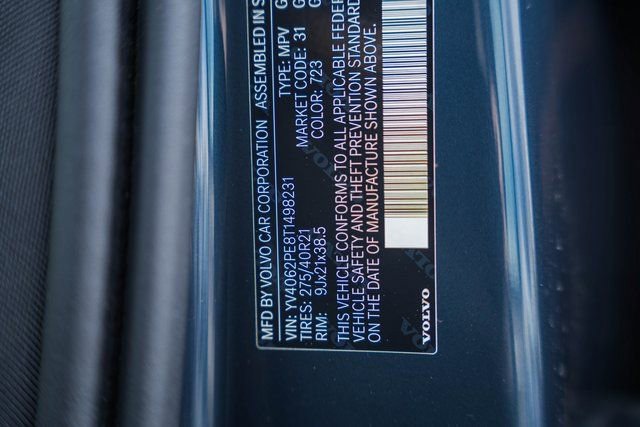 MFD BY VOLVO CAR CORPORATION ASSEMBLED IN S
VIN: YV4062PE8T1498231 TYPE: MPV G
TIRES: 275/40R21 MARKET CODE: 31 G
RIM: 9Jx21x38.5 COLOR: 723
THIS VEHICLE CONFORMS TO ALL APPLICABLE FEDER
VEHICLE SAFETY AND THEFT PREVENTION STANDARD
ON THE DATE OF MANUFACTURE SHOWN ABOVE.
VOLVO